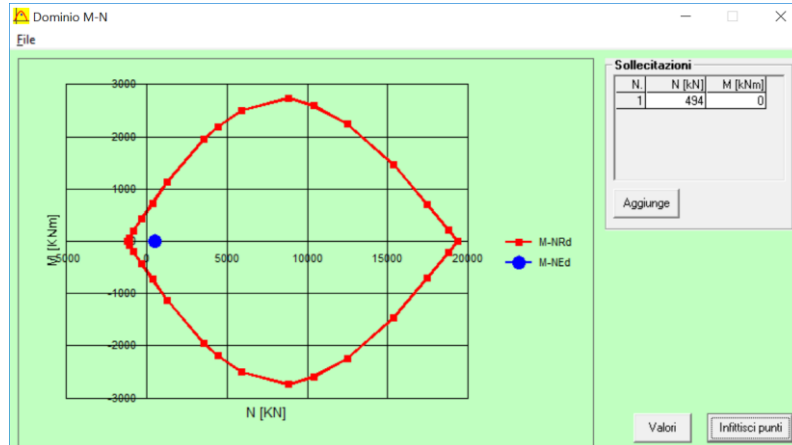 Dominio M-N
File
Sollecitazioni
N. N [kN] M [kNm]
1 494 0
Aggiunge
3000
2000
1000
M [KNm]
-5000 0 5000 10000 15000 20000
-1000
-2000
-3000
N [KN]
M-NRd
M-NEd
Valori
Infittisci punti